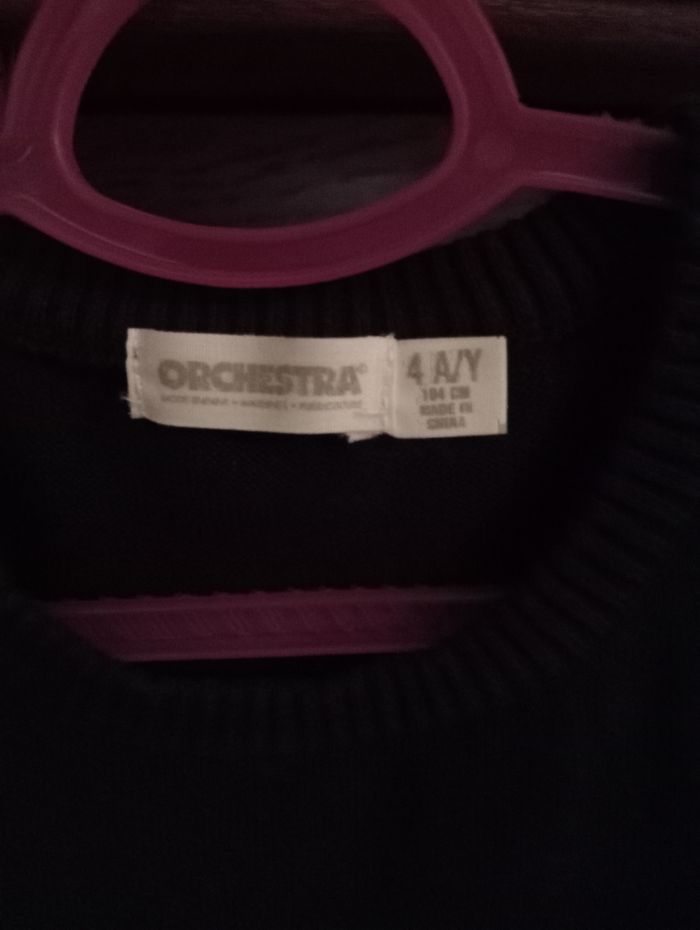 ORCHESTRA®
4 A/Y
104 CM
MADE IN
CHINA